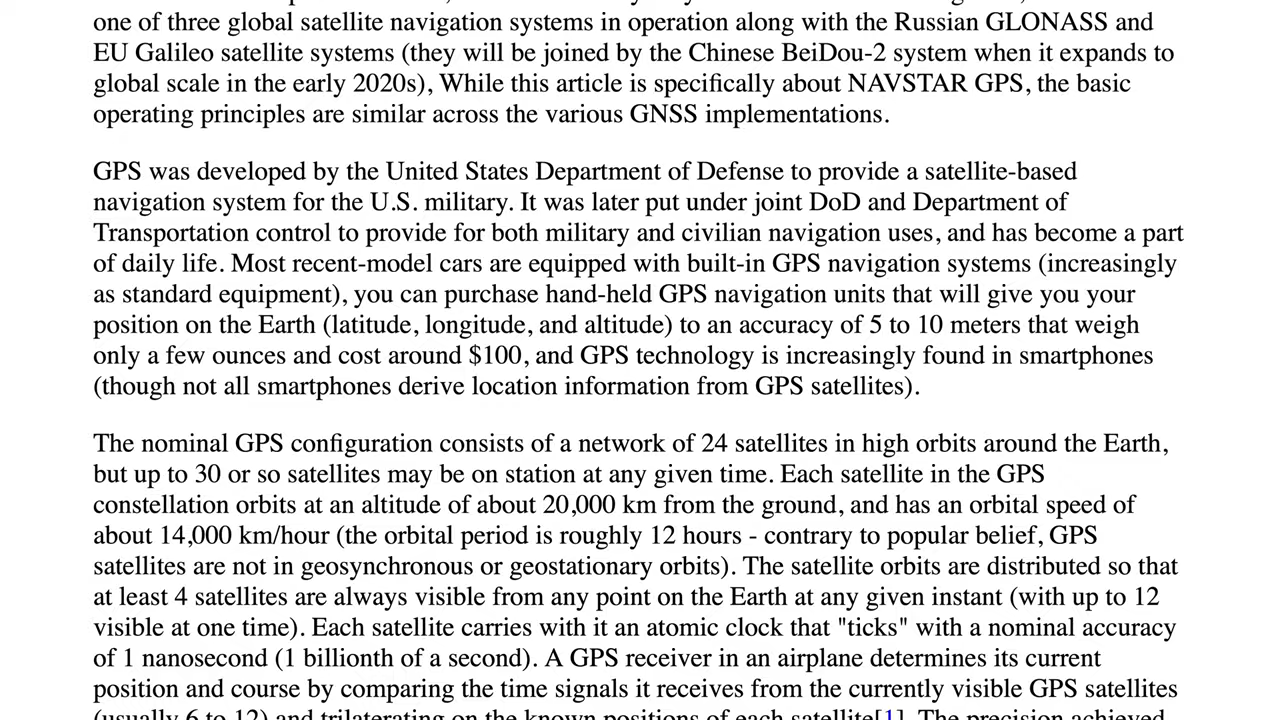 one of three global satellite navigation systems in operation along with the Russian GLONASS and
EU Galileo satellite systems (they will be joined by the Chinese BeiDou-2 system when it expands to
global scale in the early 2020s), While this article is specifically about NAVSTAR GPS, the basic
operating principles are similar across the various GNSS implementations.
GPS was developed by the United States Department of Defense to provide a satellite-based
navigation system for the U.S. military. It was later put under joint DoD and Department of
Transportation control to provide for both military and civilian navigation uses, and has become a part
of daily life. Most recent-model cars are equipped with built-in GPS navigation systems (increasingly
as standard equipment), you can purchase hand-held GPS navigation units that will give you your
position on the Earth (latitude, longitude, and altitude) to an accuracy of 5 to 10 meters that weigh
only a few ounces and cost around $100, and GPS technology is increasingly found in smartphones
(though not all smartphones derive location information from GPS satellites).
The nominal GPS configuration consists of a network of 24 satellites in high orbits around the Earth,
but up to 30 or so satellites may be on station at any given time. Each satellite in the GPS
constellation orbits at an altitude of about 20,000 km from the ground, and has an orbital speed of
about 14,000 km/hour (the orbital period is roughly 12 hours - contrary to popular belief, GPS
satellites are not in geosynchronous or geostationary orbits). The satellite orbits are distributed so that
at least 4 satellites are always visible from any point on the Earth at any given instant (with up to 12
visible at one time). Each satellite carries with it an atomic clock that "ticks" with a nominal accuracy
of 1 nanosecond (1 billionth of a second). A GPS receiver in an airplane determines its current
position and course by comparing the time signals it receives from the currently visible GPS satellites
(usually 6 to 12) and trilaterating on the known positions of each satellite[1]. The precision achieved